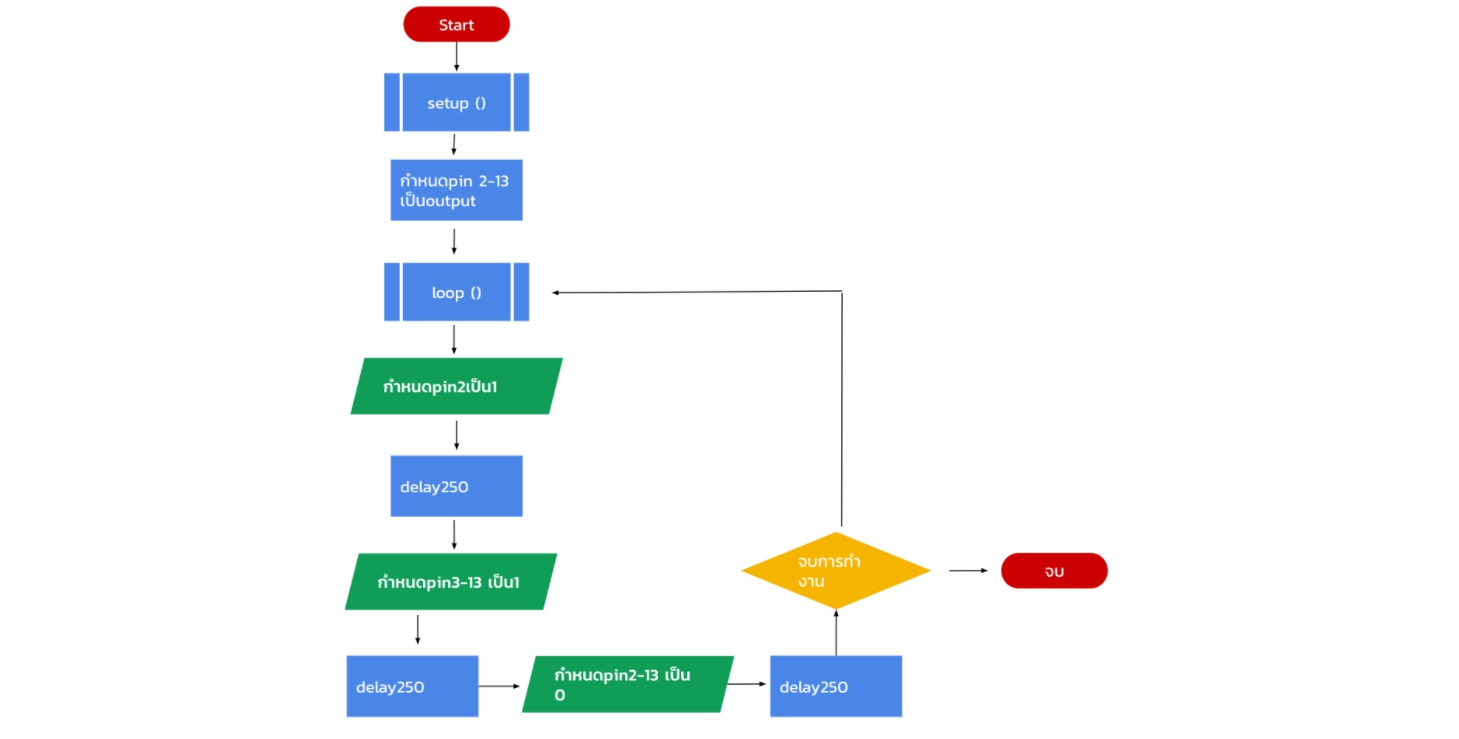 Start
setup ()
กำหนดpin 2-13
เป็นoutput
loop ()
กำหนดpin2เป็น1
delay250
กำหนดpin3-13 เป็น1
delay250
กำหนดpin2-13 เป็น
0
delay250
จบการทำ
งาน
จบ